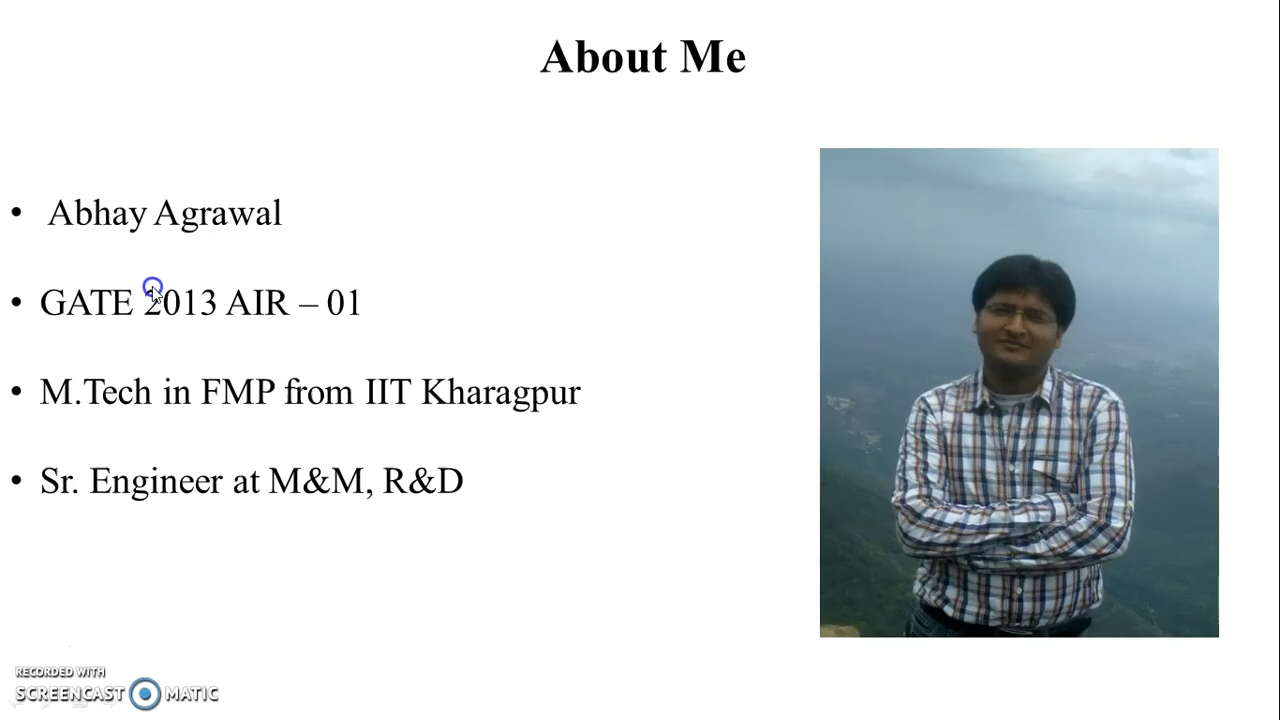 About Me
• Abhay Agrawal
• GATE 2013 AIR – 01
• M.Tech in FMP from IIT Kharagpur
• Sr. Engineer at M&M, R&D
RECORDED WITH
SCREENCAST MATIC